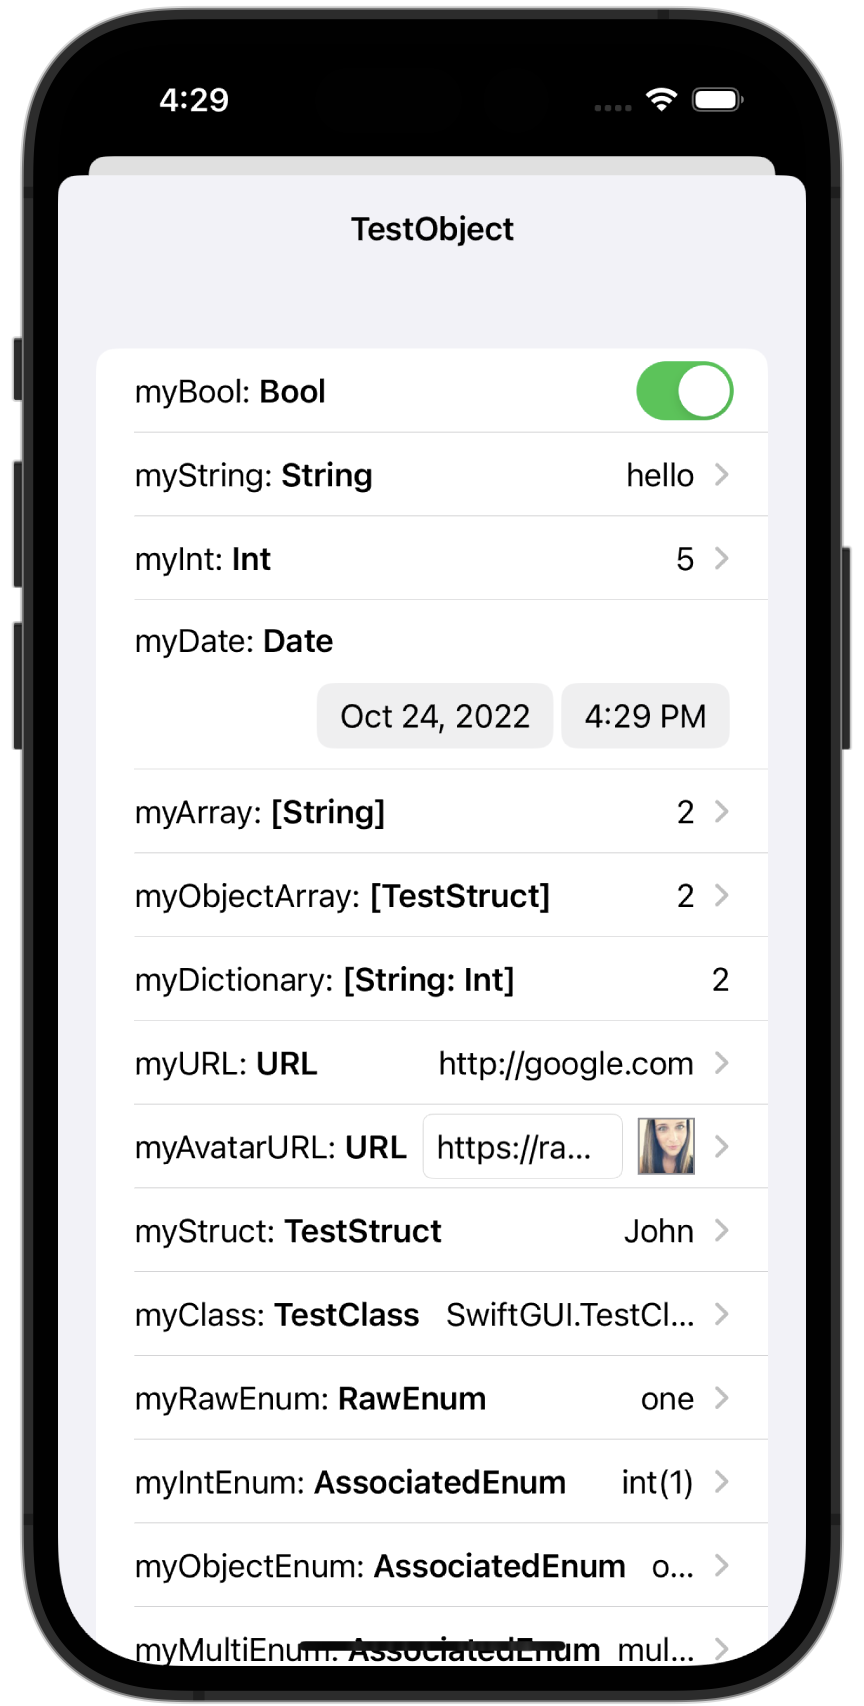 4:29
TestObject
myBool: Bool
myString: String hello
myInt: Int 5
myDate: Date
Oct 24, 2022 4:29 PM
myArray: [String] 2
myObjectArray: [TestStruct] 2
myDictionary: [String: Int] 2
myURL: URL http://google.com
myAvatarURL: URL https://ra...
myStruct: TestStruct John
myClass: TestClass SwiftGUI.TestCl...
myRawEnum: RawEnum one
myIntEnum: AssociatedEnum int(1)
myObjectEnum: AssociatedEnum o...
myMultiEnum: AssociatedEnum mul...